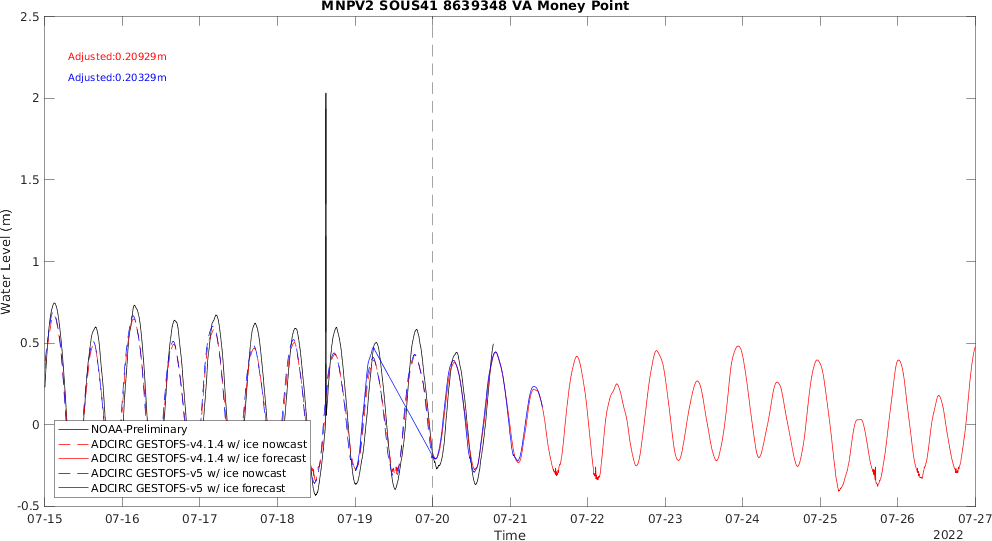 MNPV2 SOUS41 8639348 VA Money Point
2.5
2
1.5
1
0.5
0
-0.5
Water Level (m)
Adjusted:0.20929m
Adjusted:0.20329m
NOAA-Preliminary
ADCIRC GESTOFS-v4.1.4 w/ ice nowcast
ADCIRC GESTOFS-v4.1.4 w/ ice forecast
ADCIRC GESTOFS-v5 w/ ice nowcast
ADCIRC GESTOFS-v5 w/ ice forecast
07-15 07-16 07-17 07-18 07-19 07-20 07-21 07-22 07-23 07-24 07-25 07-26 07-27
Time
2022